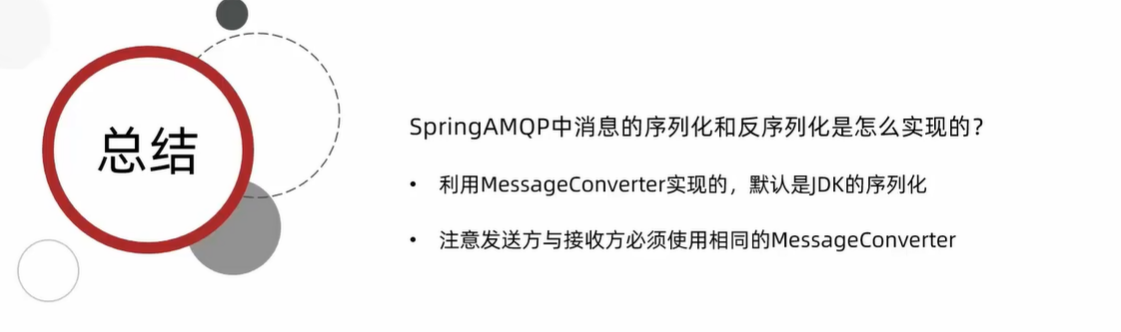 总结
SpringAMQP中消息的序列化和反序列化是怎么实现的？
• 利用MessageConverter实现的，默认是JDK的序列化
• 注意发送方与接收方必须使用相同的MessageConverter